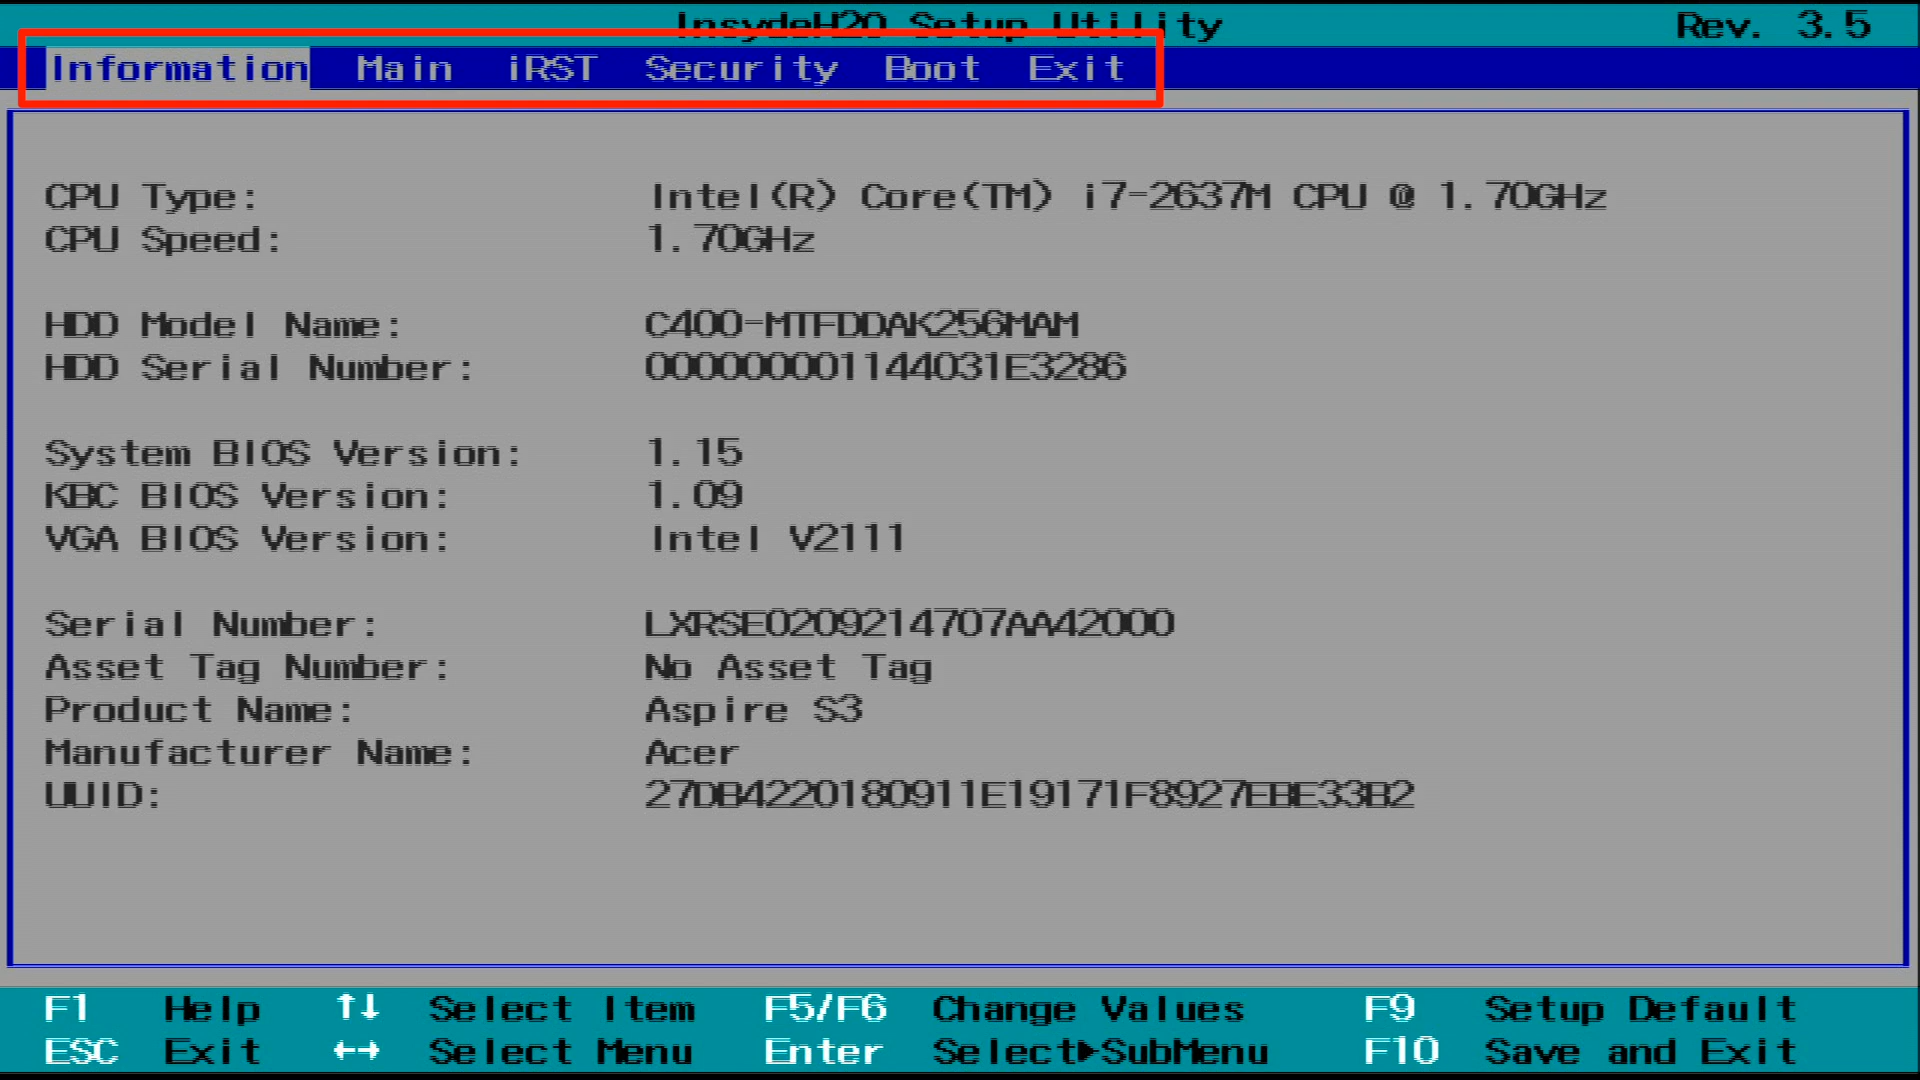 InsydeH20 Setup Utility Rev. 3.5
Information Main iRST Security Boot Exit
CPU Type: Intel(R) Core(TM) i7-2637M CPU @ 1.70GHz
CPU Speed: 1.70GHz
HDD Model Name: C400-MTFDDAK256MAM
HDD Serial Number: 000000001144031E3286
System BIOS Version: 1.15
KBC BIOS Version: 1.09
VGA BIOS Version: Intel V2111
Serial Number: LXRSE0209214707AA42000
Asset Tag Number: No Asset Tag
Product Name: Aspire S3
Manufacturer Name: Acer
UUID: 27DB4220180911E19171F8927EBE33B2
F1 Help ↑↓ Select Item F5/F6 Change Values F9 Setup Default
ESC Exit ←→ Select Menu Enter Select▶SubMenu F10 Save and Exit